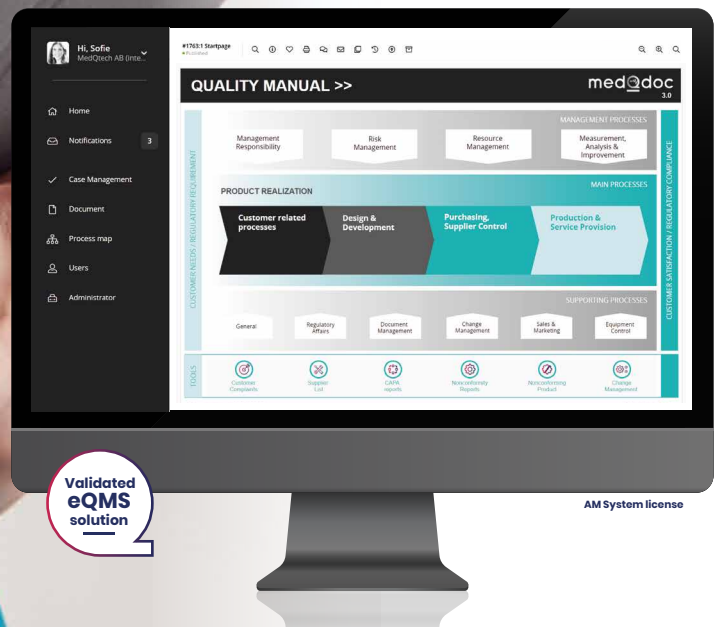 Hi, Sofie
MedQtech AB (inte..
Home
Notifications 3
Case Management
Document
Process map
Users
Administrator
#1763:1 Startpage
Published
QUALITY MANUAL >>
medQdoc
3.0
CUSTOMER NEEDS / REGULATORY REQUIREMENT
MANAGEMENT PROCESSES
Management
Responsibility
Risk
Management
Resource
Management
Measurement,
Analysis &
Improvement
PRODUCT REALIZATION
MAIN PROCESSES
Customer related
processes
Design &
Development
Purchasing,
Supplier Control
Production &
Service Provision
SUPPORTING PROCESSES
General
Regulatory
Affairs
Document
Management
Change
Management
Sales &
Marketing
Equipment
Control
CUSTOMER SATISFACTION / REGULATORY COMPLIANCE
TOOLS
Customer
Complaints
Supplier
List
CAPA
reports
Nonconformity
Reports
Nonconforming
Product
Change
Management
Validated
eQMS
solution
AM System license